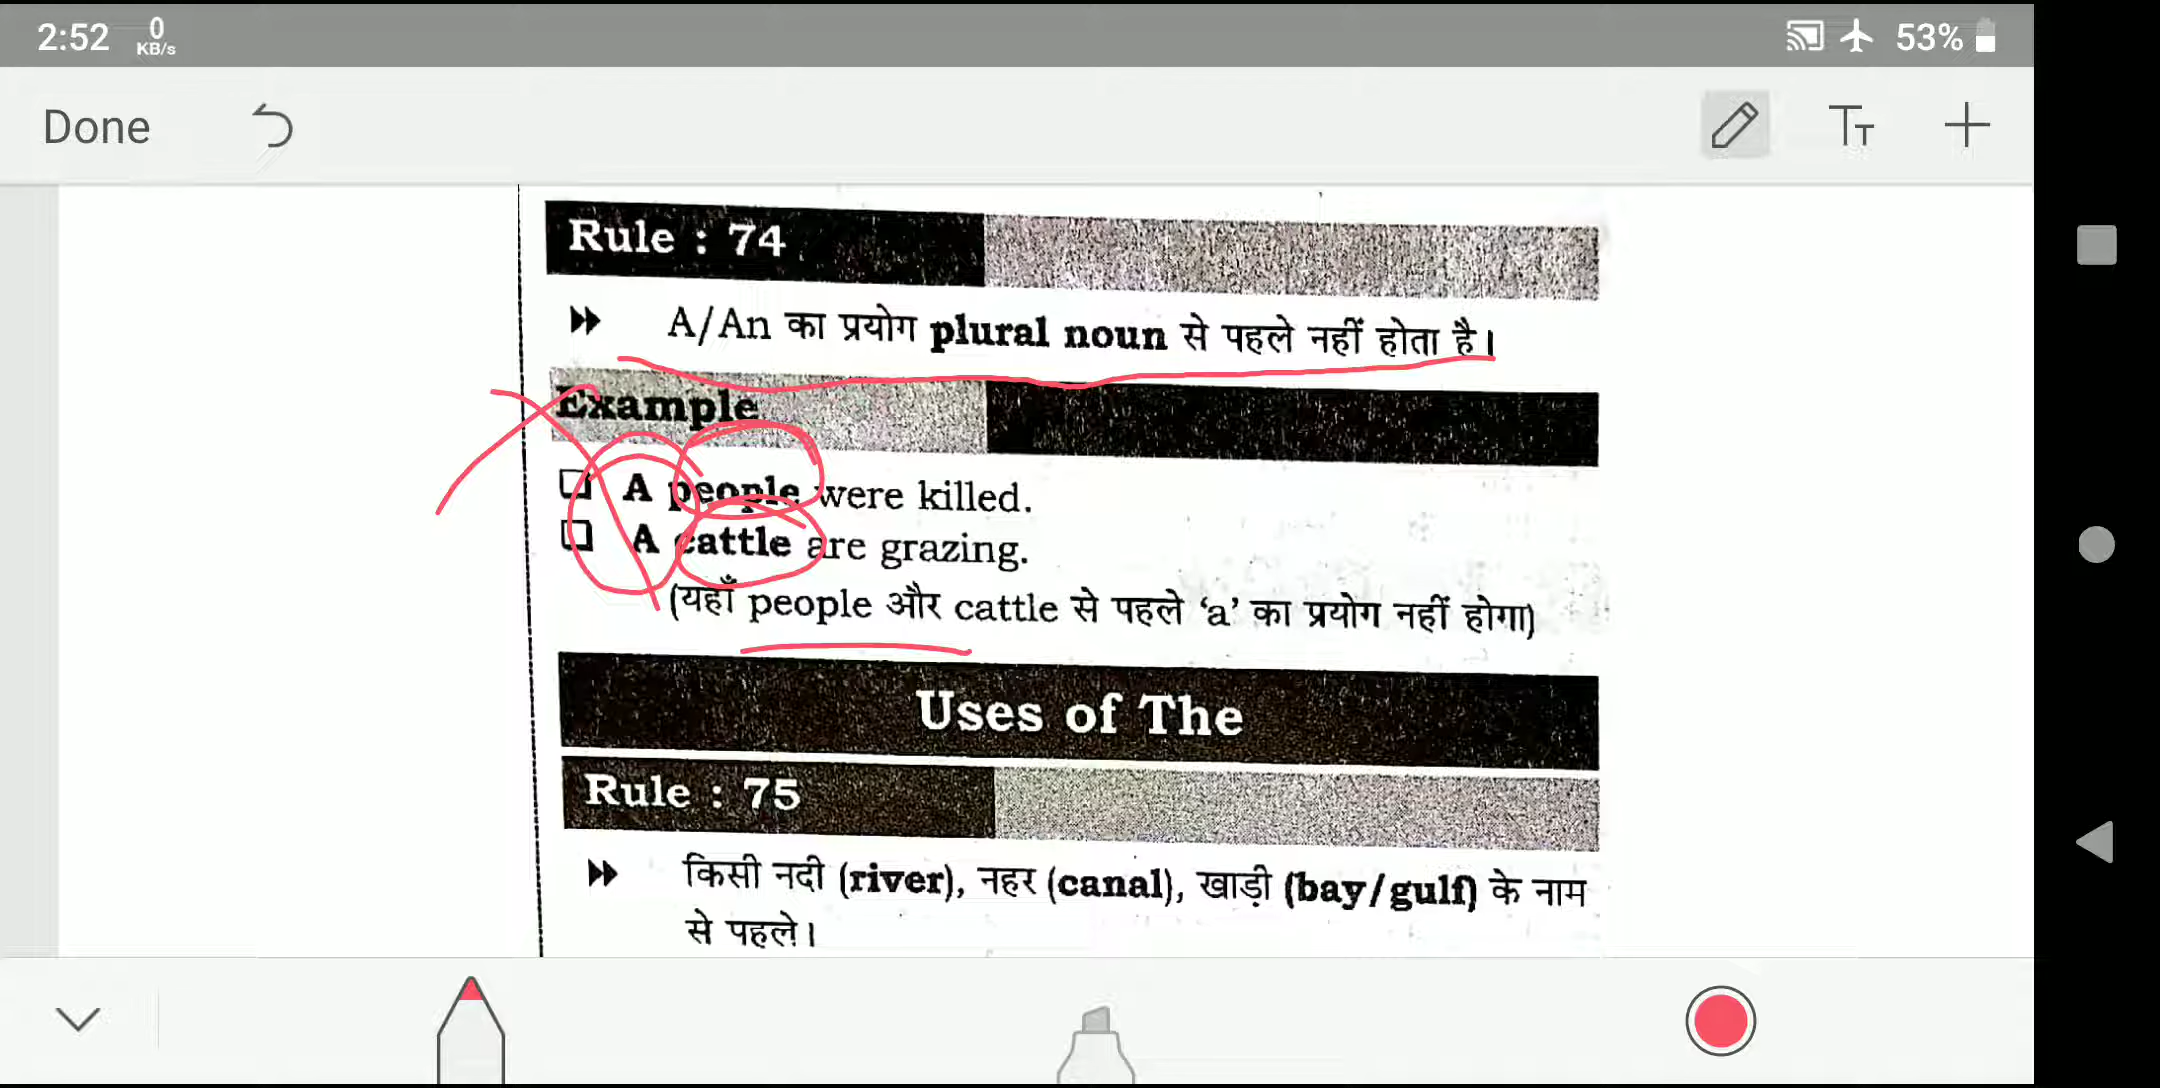 2:52 0 KB/s 53%
Done TT
Rule : 74
A/An का प्रयोग plural noun से पहले नहीं होता है।
Example
A people were killed.
A cattle are grazing.
(यहाँ people और cattle से पहले ‘a’ का प्रयोग नहीं होगा)
Uses of The
Rule : 75
किसी नदी (river), नहर (canal), खाड़ी (bay/gulf) के नाम
से पहले।